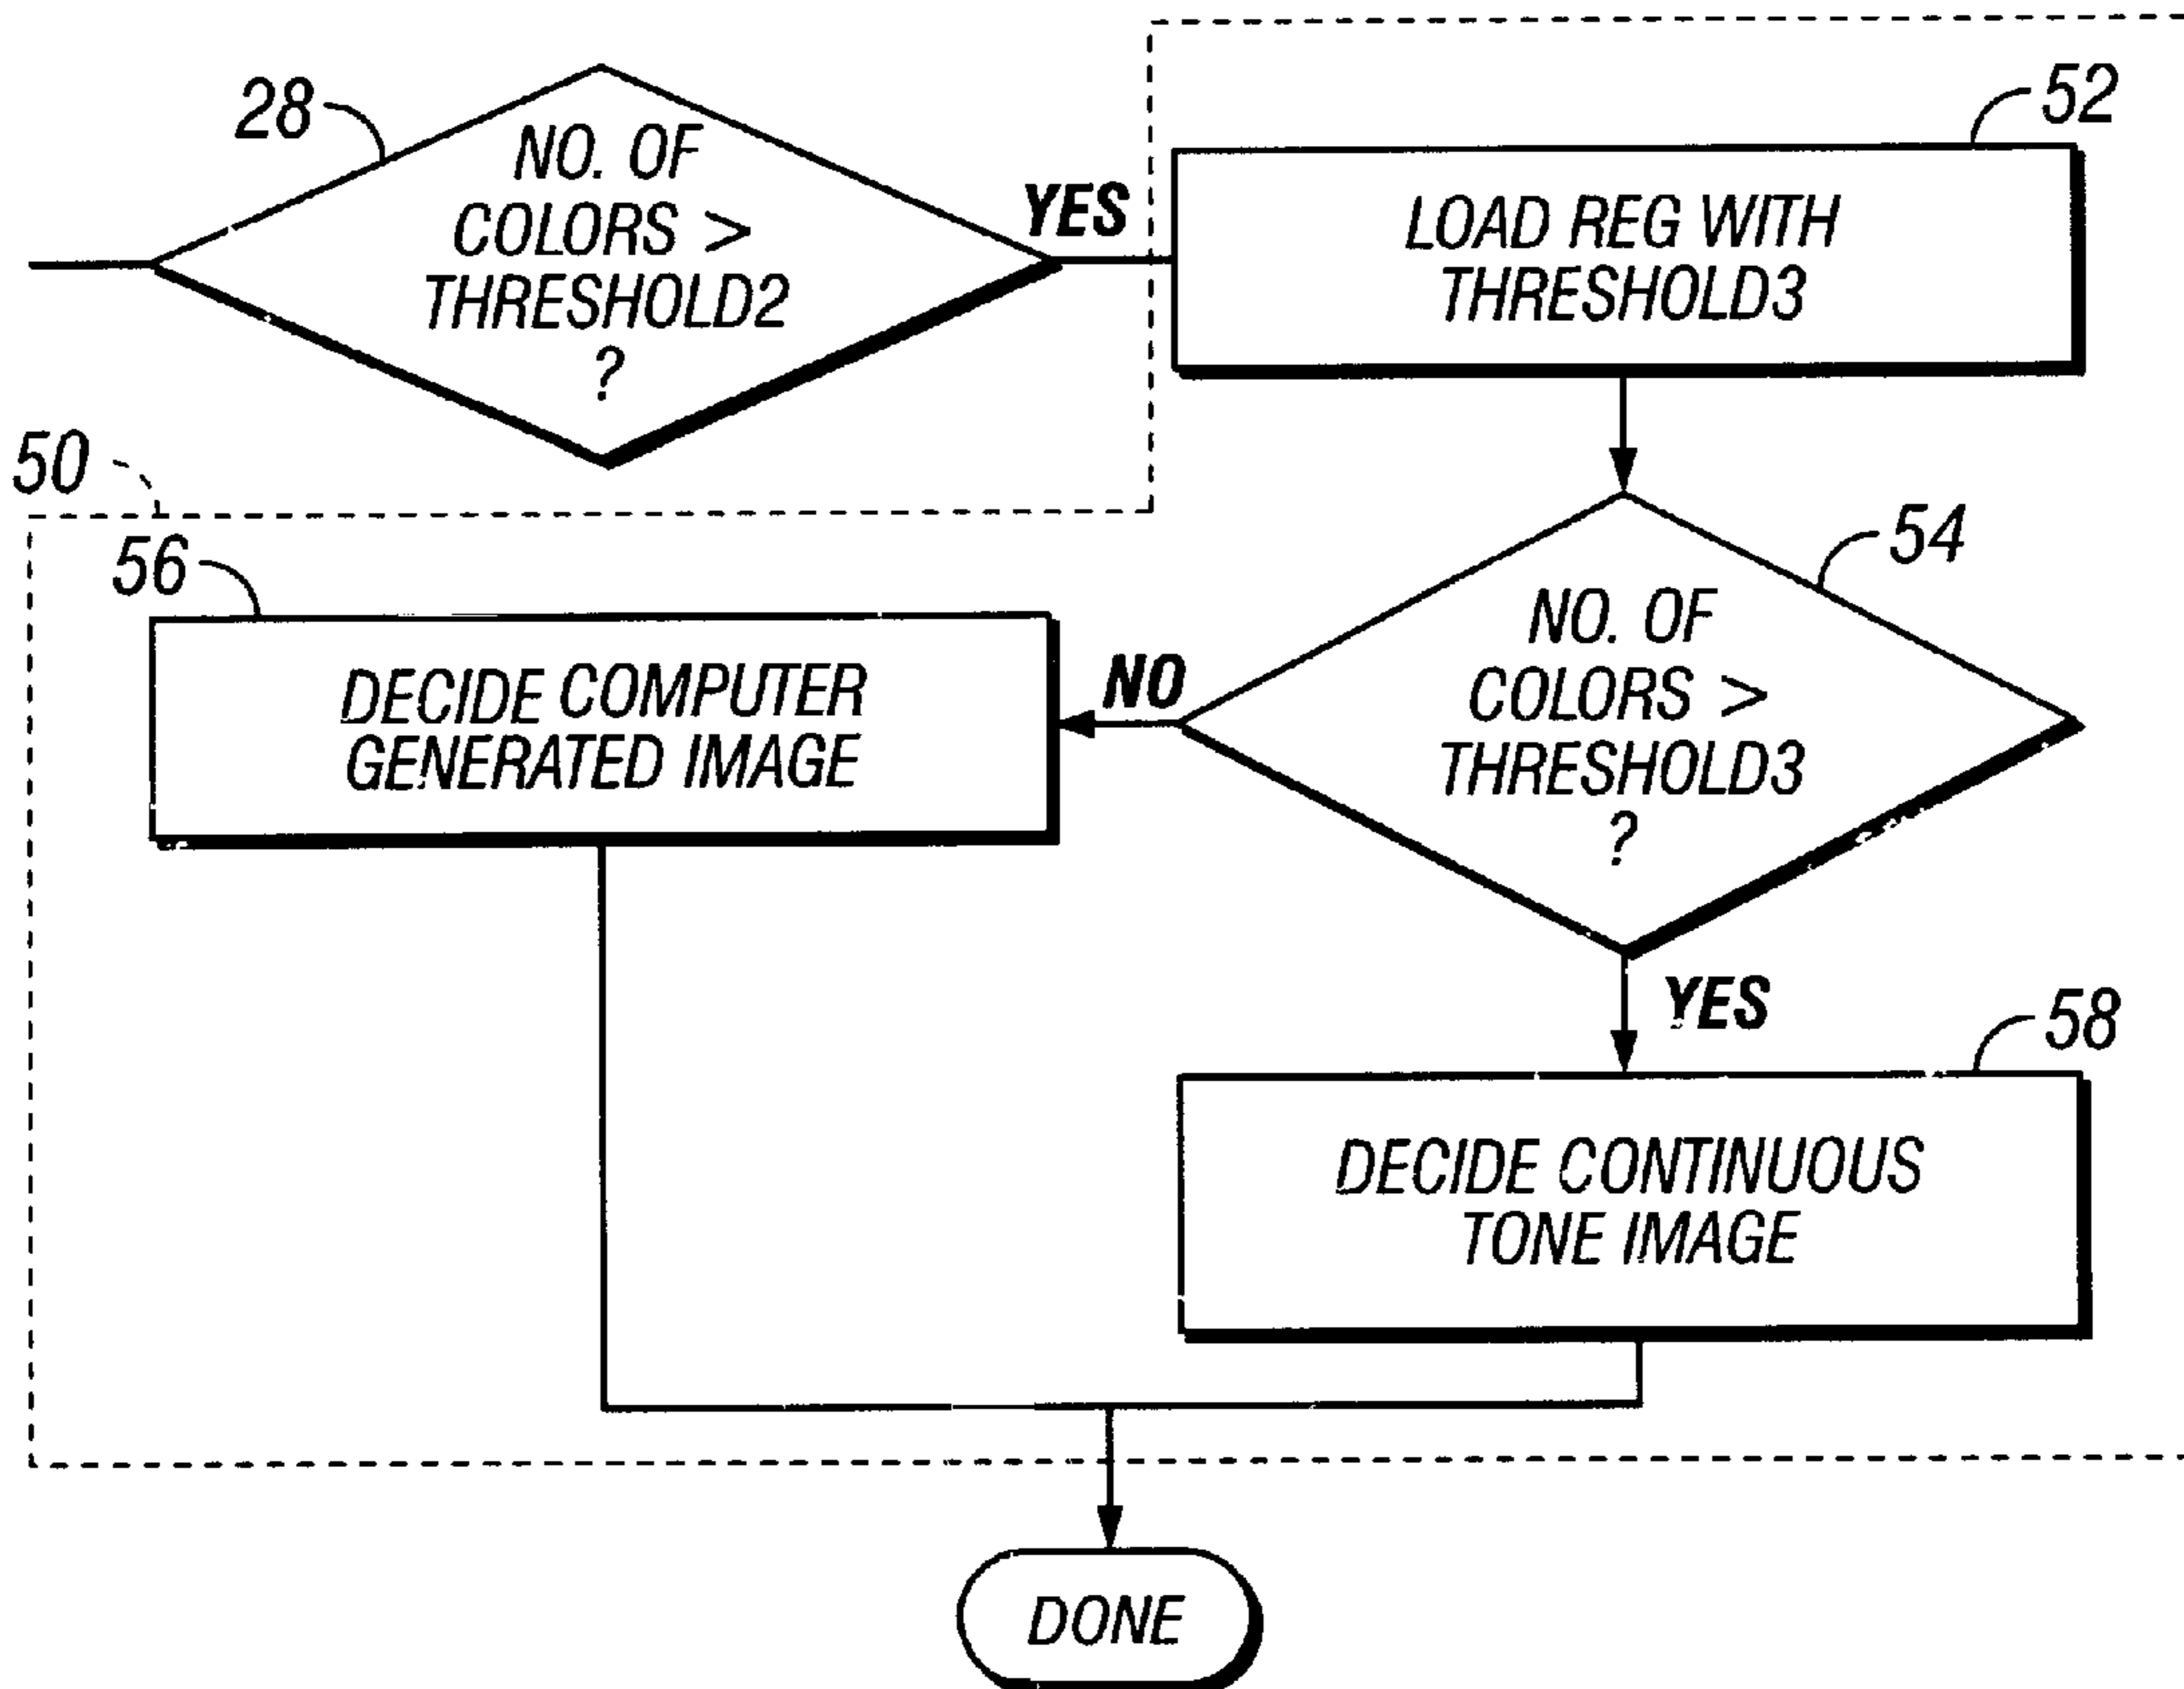 28
NO. OF
COLORS >
THRESHOLD2
?
YES
52
LOAD REG WITH
THRESHOLD3
50
54
NO. OF
COLORS >
THRESHOLD3
?
NO
56
DECIDE COMPUTER
GENERATED IMAGE
YES
58
DECIDE CONTINUOUS
TONE IMAGE
DONE